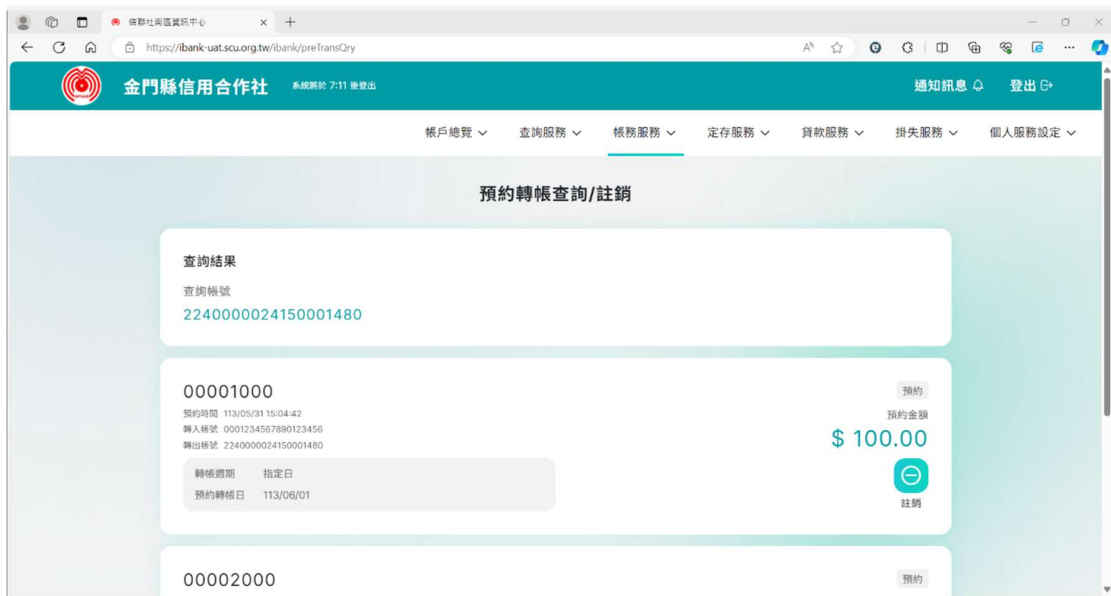 信聯社南區資訊中心
https://ibank-uat.scu.org.tw/ibank/preTransQry
金門縣信用合作社 系統將於 7:11 後登出 通知訊息 登出
帳戶總覽 查詢服務 帳務服務 定存服務 貸款服務 掛失服務 個人服務設定
預約轉帳查詢/註銷
查詢結果
查詢帳號
2240000024150001480
00001000 預約
預約時間 113/05/31 15:04:42 預約金額
轉入帳號 0001234567890123456
轉出帳號 2240000024150001480
$ 100.00
轉帳週期 指定日
預約轉帳日 113/06/01
註銷
00002000 預約